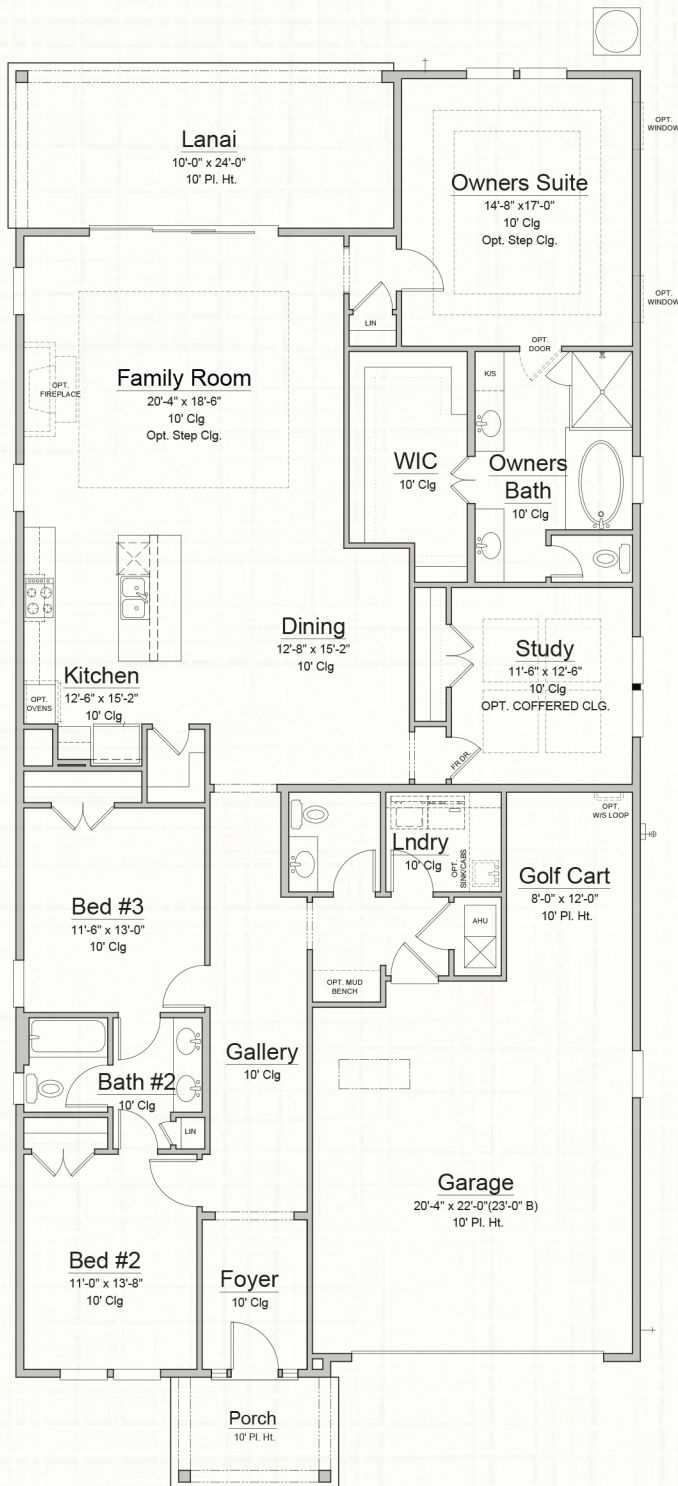 Lanai
10'-0" x 24'-0"
10' Pl. Ht.
Owners Suite
14'-8" x17'-0"
10' Clg
Opt. Step Clg.
OPT.
WINDOW
OPT.
WINDOW
LIN
OPT.
DOOR
Family Room
20'-4" x 18'-6"
10' Clg
Opt. Step Clg.
OPT.
FIREPLACE
K/S
WIC
10' Clg
Owners
Bath
10' Clg
Dining
12'-8" x 15'-2"
10' Clg
Study
11'-6" x 12'-6"
10' Clg
OPT. COFFERED CLG.
Kitchen
12'-6" x 15'-2"
10' Clg
OPT.
OVENS
FR DR.
OPT.
W/S LOOP
Lndry
10' Clg
OPT.
SINK/CABS
Golf Cart
8'-0" x 12'-0"
10' Pl. Ht.
Bed #3
11'-6" x 13'-0"
10' Clg
AHU
OPT. MUD
BENCH
Gallery
10' Clg
Bath #2
10' Clg
LIN
Garage
20'-4" x 22'-0"(23'-0" B)
10' Pl. Ht.
Bed #2
11'-0" x 13'-8"
10' Clg
Foyer
10' Clg
Porch
10' Pl. Ht.